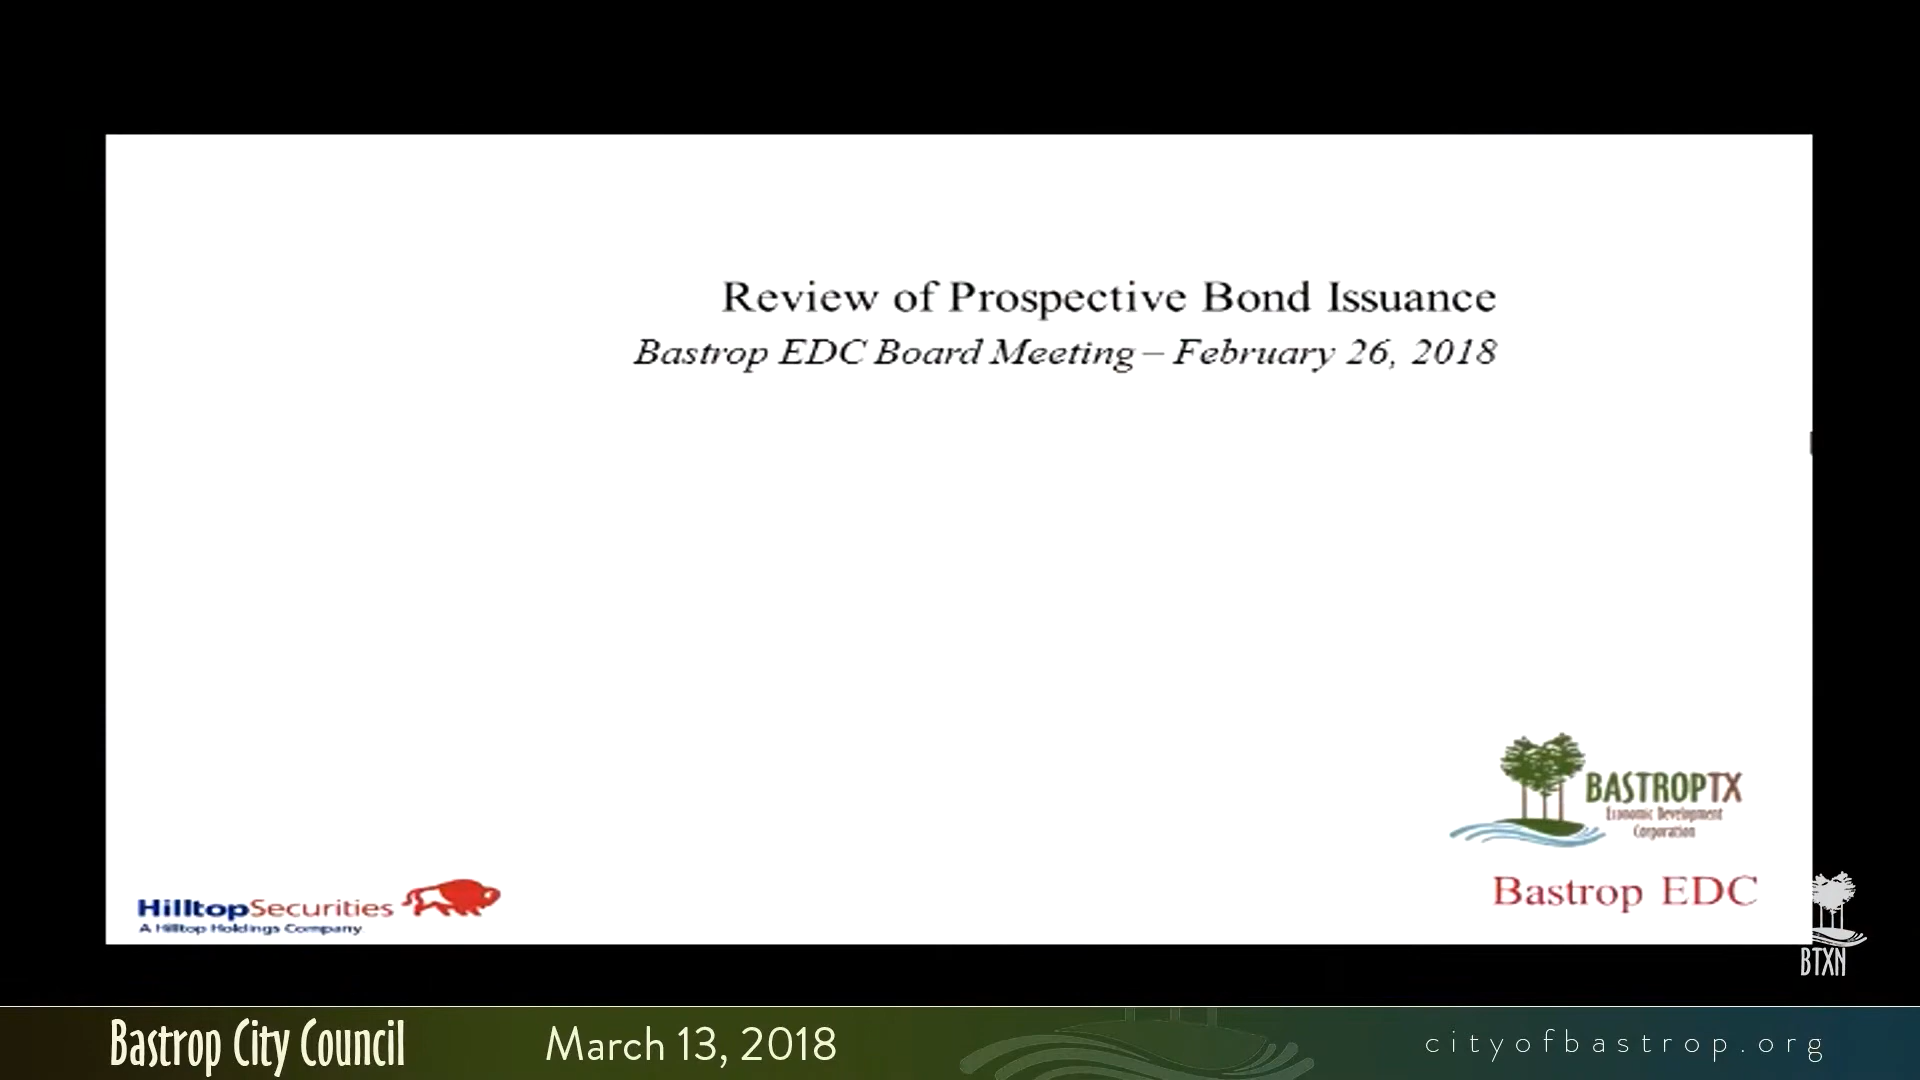 Review of Prospective Bond Issuance
Bastrop EDC Board Meeting – February 26, 2018
BASTROPTX
Economic Development
Corporation
Bastrop EDC
HilltopSecurities
A Hilltop Holdings Company
BTXN
Bastrop City Council
March 13, 2018
cityofbastrop.org